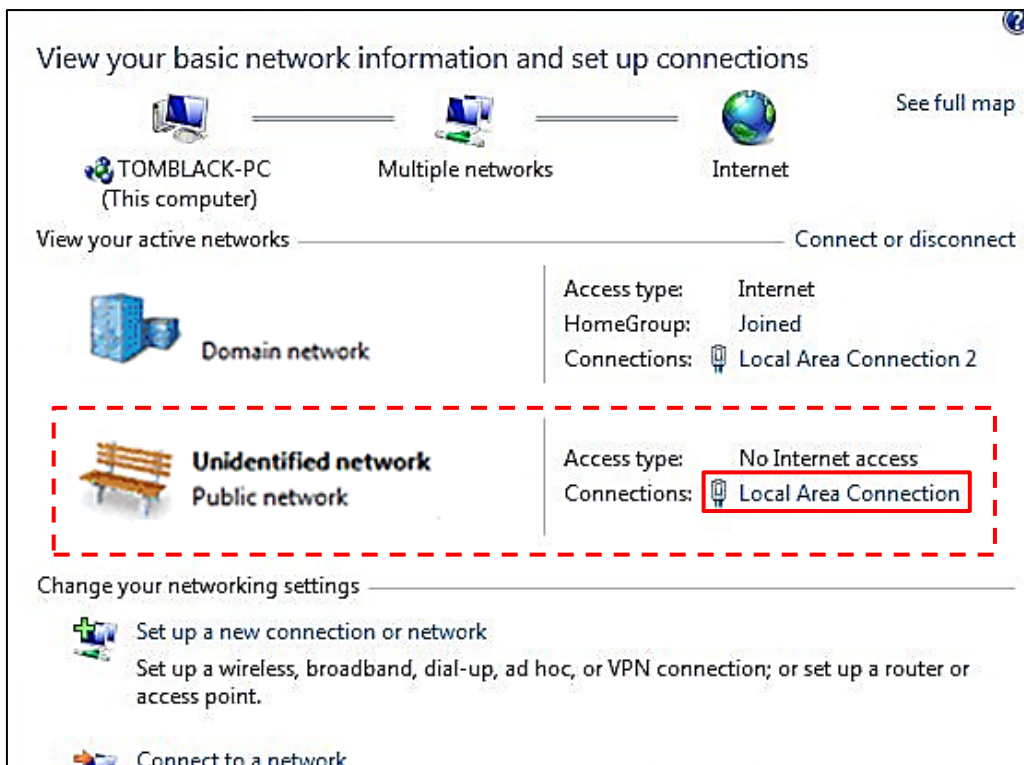 View your basic network information and set up connections
See full map
TOMBLACK-PC
(This computer)
Multiple networks
Internet
View your active networks
Connect or disconnect
Domain network
Access type: Internet
HomeGroup: Joined
Connections: Local Area Connection 2
Unidentified network
Public network
Access type: No Internet access
Connections: Local Area Connection
Change your networking settings
Set up a new connection or network
Set up a wireless, broadband, dial-up, ad hoc, or VPN connection; or set up a router or
access point.
Connect to a network